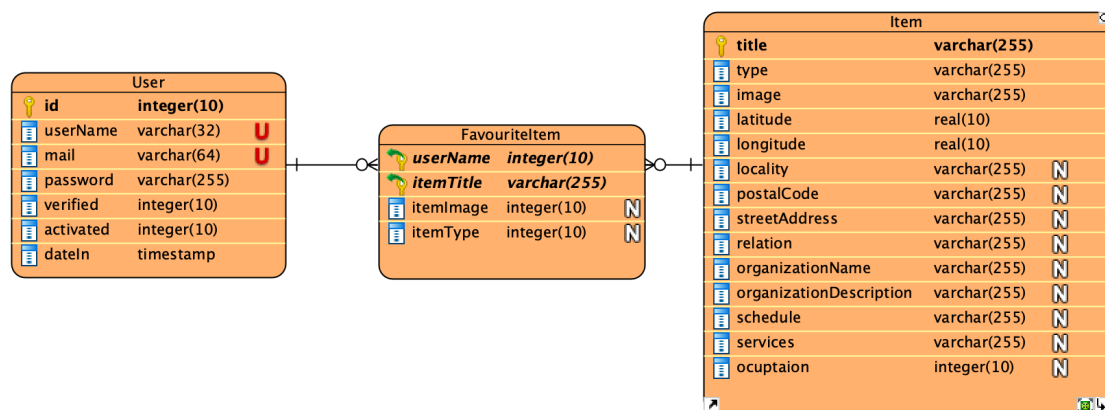 User
id integer(10)
userName varchar(32) U
mail varchar(64) U
password varchar(255)
verified integer(10)
activated integer(10)
dateIn timestamp
FavouriteItem
userName integer(10)
itemTitle varchar(255)
itemImage integer(10) N
itemType integer(10) N
Item
title varchar(255)
type varchar(255)
image varchar(255)
latitude real(10)
longitude real(10)
locality varchar(255) N
postalCode varchar(255) N
streetAddress varchar(255) N
relation varchar(255) N
organizationName varchar(255) N
organizationDescription varchar(255) N
schedule varchar(255) N
services varchar(255) N
ocuptaion integer(10) N